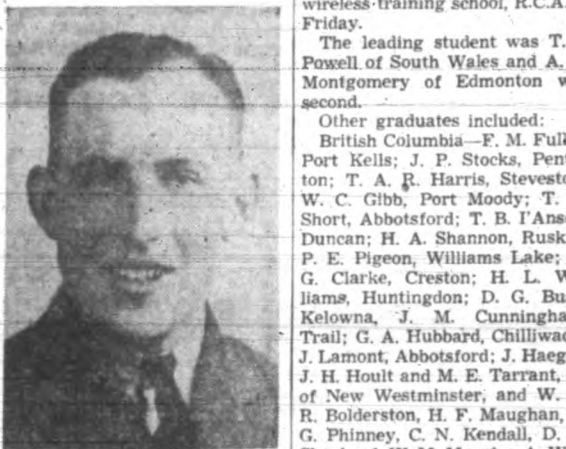 wireless training school, R.C.A.
Friday.
The leading student was T.
Powell of South Wales and A.
Montgomery of Edmonton w
second.
Other graduates included:
British Columbia—F. M. Full
Port Kells; J. P. Stocks, Pent
ton; T. A. R. Harris, Stevest
W. C. Gibb, Port Moody; T.
Short, Abbotsford; T. B. I'Ans
Duncan; H. A. Shannon, Rusk
P. E. Pigeon, Williams Lake;
G. Clarke, Creston; H. L. W
liams, Huntingdon; D. G. Bu
Kelowna, J. M. Cunningha
Trail; G. A. Hubbard, Chilliwac
J. Lamont, Abbotsford; J. Haeg
J. H. Hoult and M. E. Tarrant,
of New Westminster, and W.
R. Bolderston, H. F. Maughan,
G. Phinney, C. N. Kendall, D.